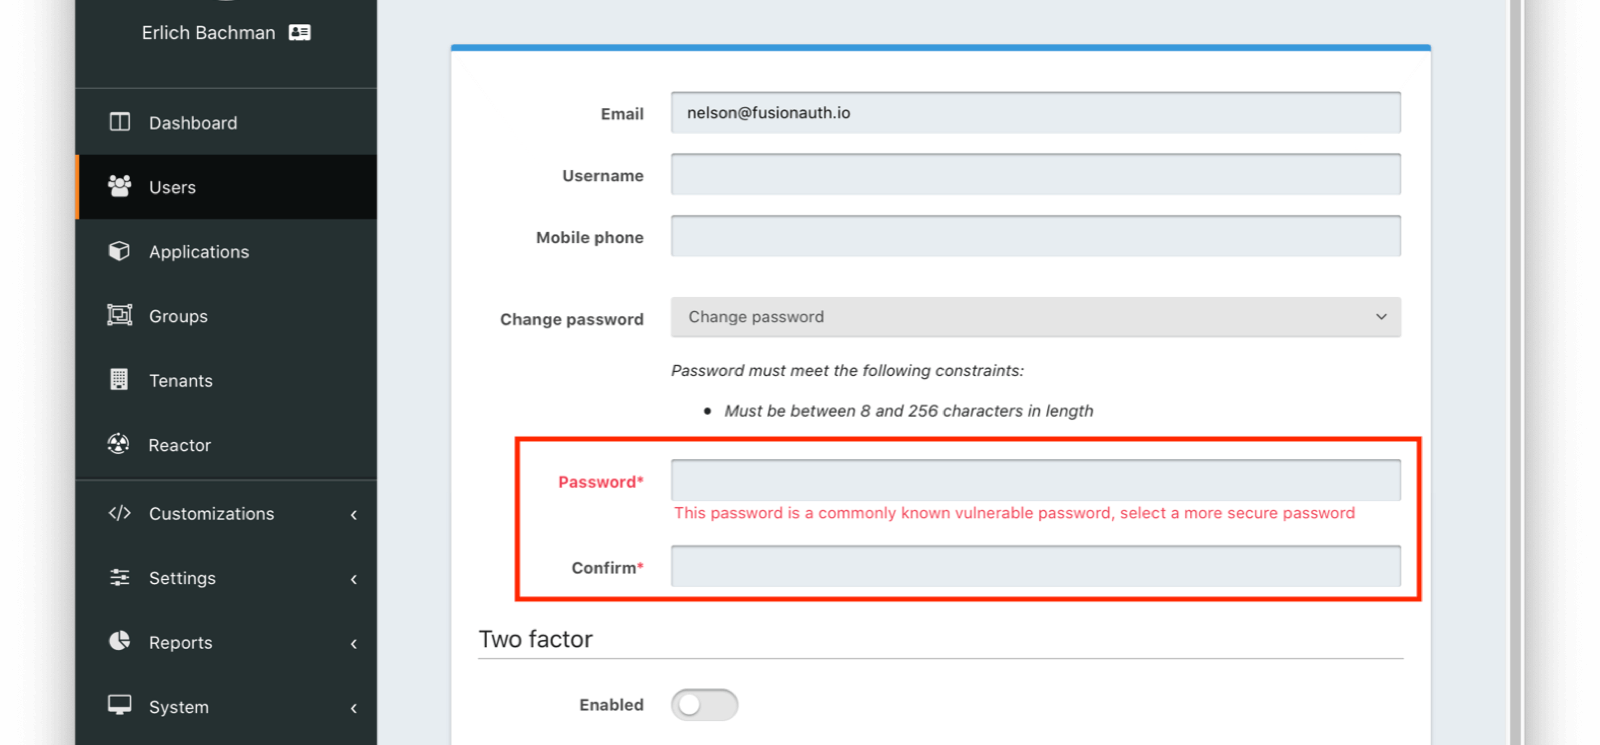 Erlich Bachman
Dashboard
Users
Applications
Groups
Tenants
Reactor
Customizations
Settings
Reports
System
Email nelson@fusionauth.io
Username
Mobile phone
Change password Change password
Password must meet the following constraints:
• Must be between 8 and 256 characters in length
Password*
This password is a commonly known vulnerable password, select a more secure password
Confirm*
Two factor
Enabled